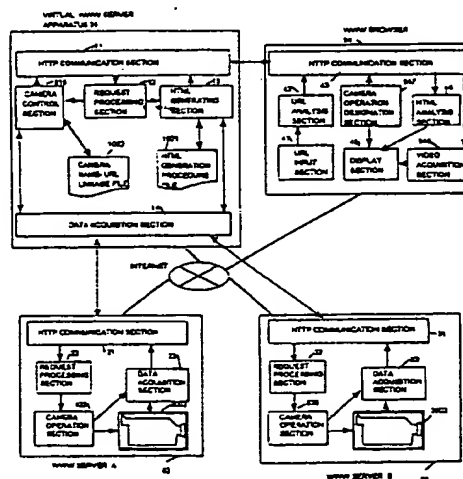 VIRTUAL WWW SERVER
APPARATUS
HTTP COMMUNICATION SECTION
CAMERA
CONTROL
SECTION
REQUEST
PROCESSING
SECTION
HTML
GENERATING
SECTION
CAMERA
NAME-URL
LINKAGE FILE
HTML
GENERATION
PROCEDURE
FILE
DATA ACQUISITION SECTION
WWW BROWSER
HTTP COMMUNICATION SECTION
URL
ANALYSIS
SECTION
CAMERA
OPERATION
DESIGNATION
SECTION
HTML
ANALYSIS
SECTION
URL
INPUT
SECTION
DISPLAY
SECTION
VIDEO
SECTION
INTERNET
HTTP COMMUNICATION SECTION
REQUEST
PROCESSING
SECTION
DATA
ACQUISITION
SECTION
CAMERA
OPERATION
SECTION
WWW SERVER A
HTTP COMMUNICATION SECTION
REQUEST
PROCESSING
SECTION
DATA
ACQUISITION
SECTION
CAMERA
OPERATION
SECTION
WWW SERVER B